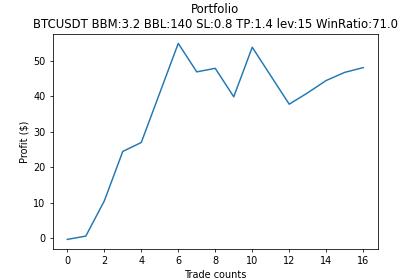 Portfolio
BTCUSDT BBM:3.2 BBL:140 SL:0.8 TP:1.4 lev:15 WinRatio:71.0
50
40
30
20
10
0
Profit ($)
0 2 4 6 8 10 12 14 16
Trade counts